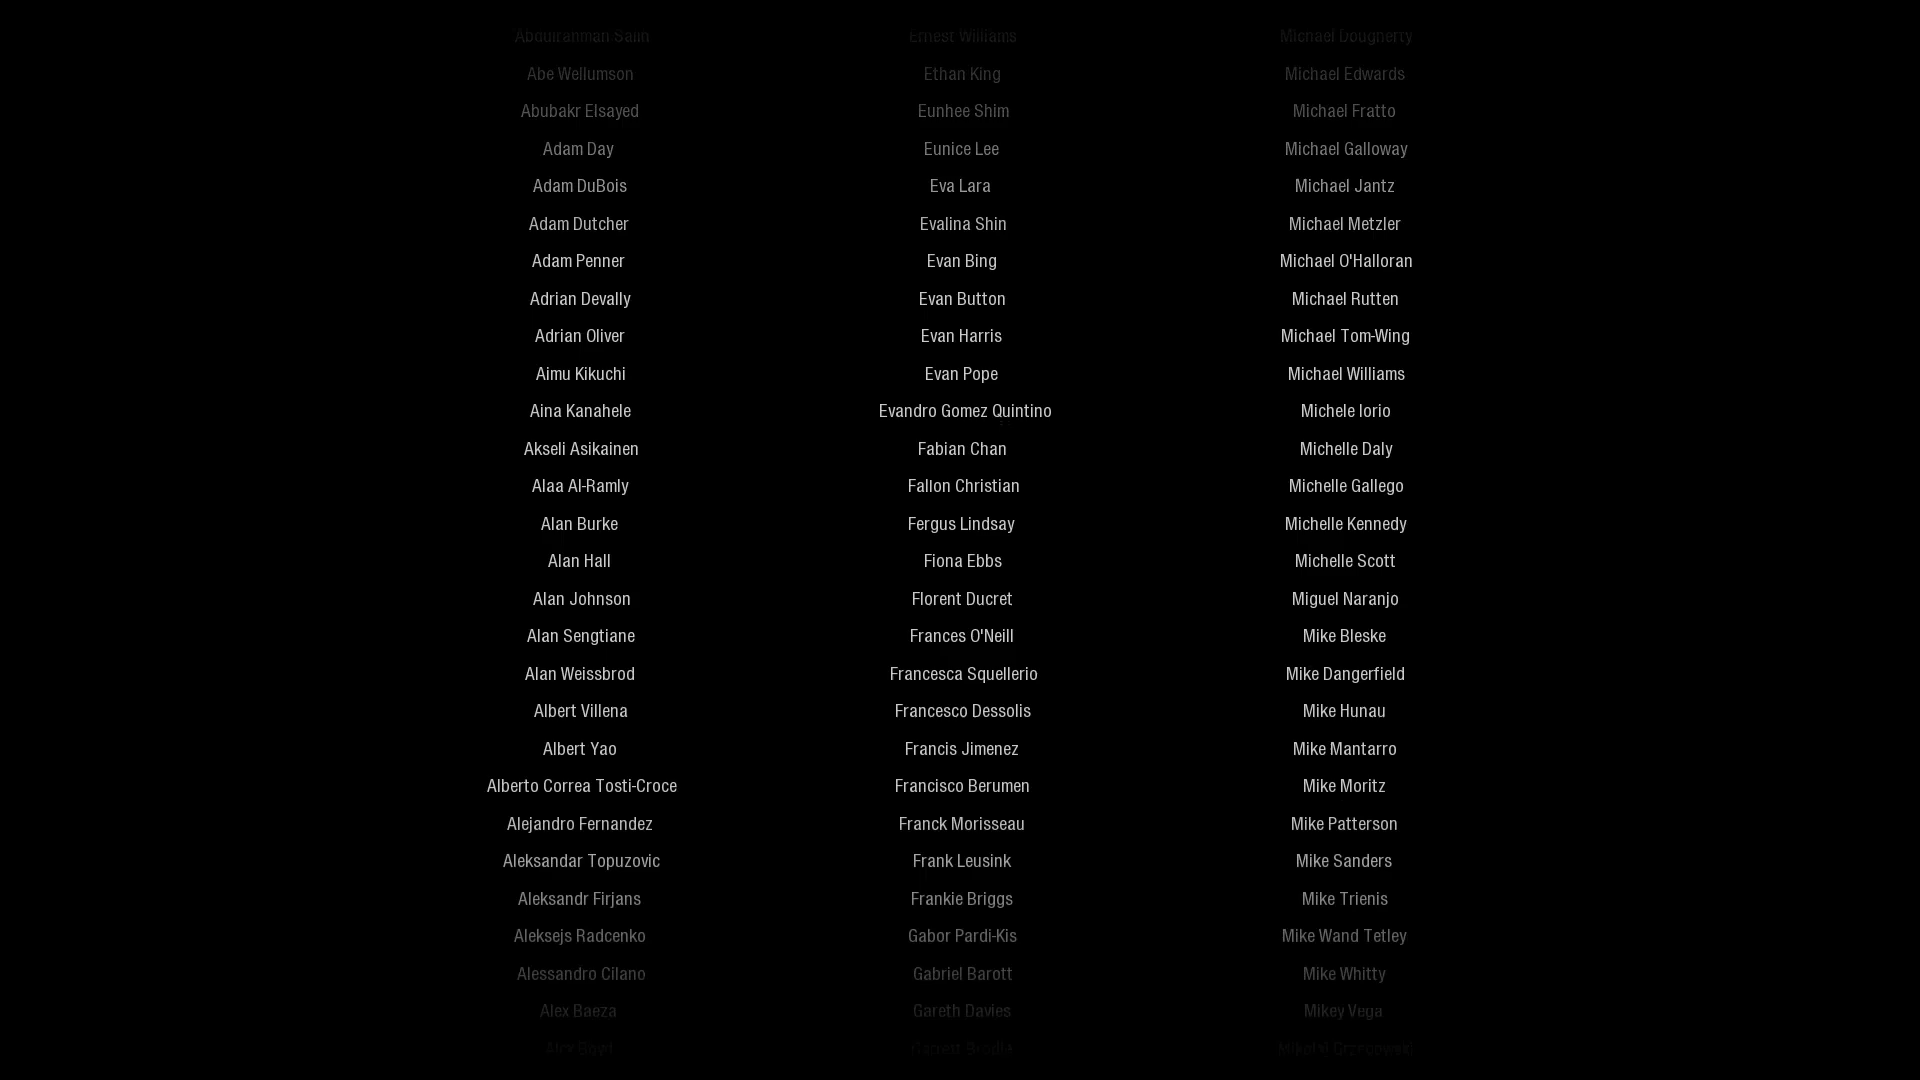 Abdulrahman Salih
Ernest Williams
Michael Dougherty
Abe Wellumson
Ethan King
Michael Edwards
Abubakr Elsayed
Eunhee Shim
Michael Fratto
Adam Day
Eunice Lee
Michael Galloway
Adam DuBois
Eva Lara
Michael Jantz
Adam Dutcher
Evalina Shin
Michael Metzler
Adam Penner
Evan Bing
Michael O'Halloran
Adrian Devally
Evan Button
Michael Rutten
Adrian Oliver
Evan Harris
Michael Tom-Wing
Aimu Kikuchi
Evan Pope
Michael Williams
Aina Kanahele
Evandro Gomez Quintino
Michele Iorio
Akseli Asikainen
Fabian Chan
Michelle Daly
Alaa Al-Ramly
Fallon Christian
Michelle Gallego
Alan Burke
Fergus Lindsay
Michelle Kennedy
Alan Hall
Fiona Ebbs
Michelle Scott
Alan Johnson
Florent Ducret
Miguel Naranjo
Alan Sengtiane
Frances O'Neill
Mike Bleske
Alan Weissbrod
Francesca Squellerio
Mike Dangerfield
Albert Villena
Francesco Dessolis
Mike Hunau
Albert Yao
Francis Jimenez
Mike Mantarro
Alberto Correa Tosti-Croce
Francisco Berumen
Mike Moritz
Alejandro Fernandez
Franck Morisseau
Mike Patterson
Aleksandar Topuzovic
Frank Leusink
Mike Sanders
Aleksandr Firjans
Frankie Briggs
Mike Trienis
Aleksejs Radcenko
Gabor Pardi-Kis
Mike Wand Tetley
Alessandro Cilano
Gabriel Barott
Mike Whitty
Alex Baeza
Gareth Davies
Mikey Vega
Alex